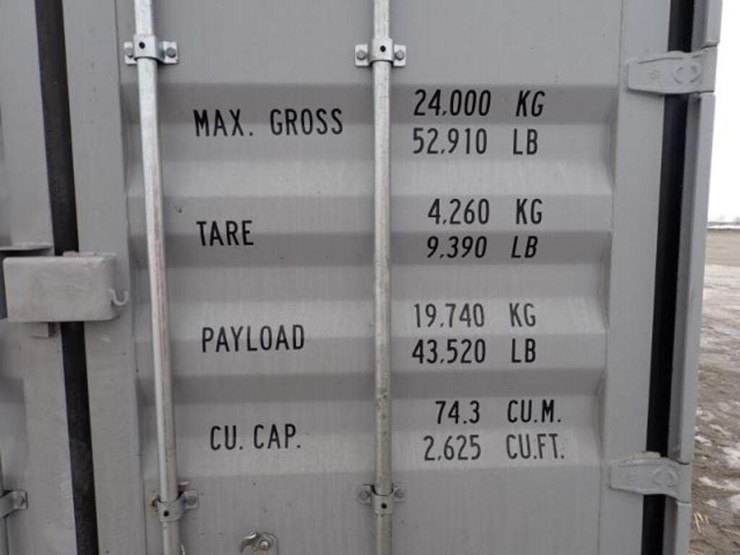 MAX. GROSS 24.000 KG
52.910 LB
TARE 4.260 KG
9.390 LB
PAYLOAD 19.740 KG
43.520 LB
CU. CAP. 74.3 CU.M.
2.625 CU.FT.